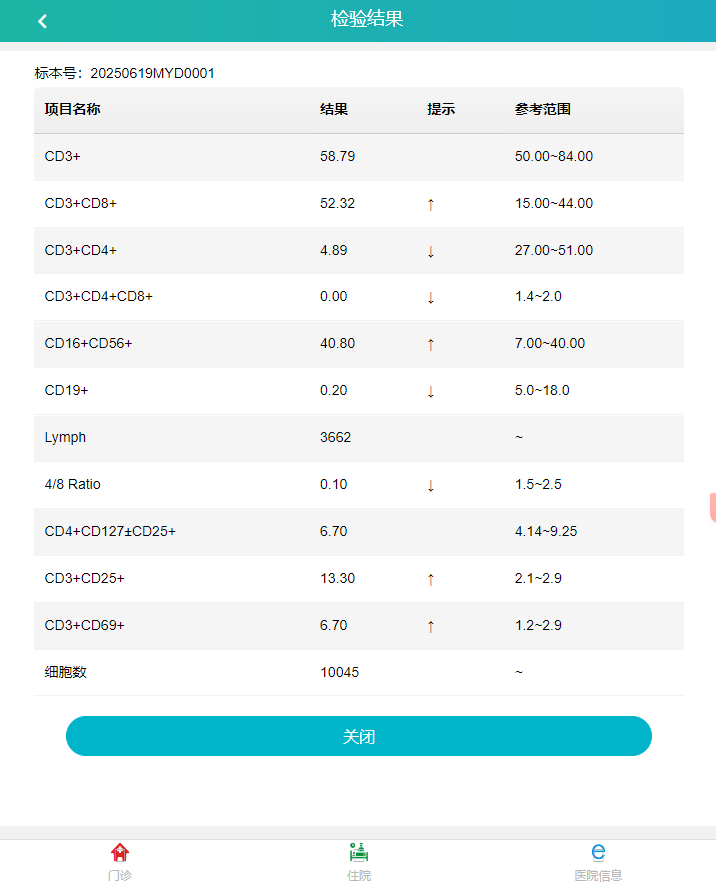 检验结果
标本号：20250619MYD0001
项目名称 结果 提示 参考范围
CD3+ 58.79 50.00~84.00
CD3+CD8+ 52.32 ↑ 15.00~44.00
CD3+CD4+ 4.89 ↓ 27.00~51.00
CD3+CD4+CD8+ 0.00 ↓ 1.4~2.0
CD16+CD56+ 40.80 ↑ 7.00~40.00
CD19+ 0.20 ↓ 5.0~18.0
Lymph 3662 ~
4/8 Ratio 0.10 ↓ 1.5~2.5
CD4+CD127±CD25+ 6.70 4.14~9.25
CD3+CD25+ 13.30 ↑ 2.1~2.9
CD3+CD69+ 6.70 ↑ 1.2~2.9
细胞数 10045 ~
关闭
门诊 住院 医院信息